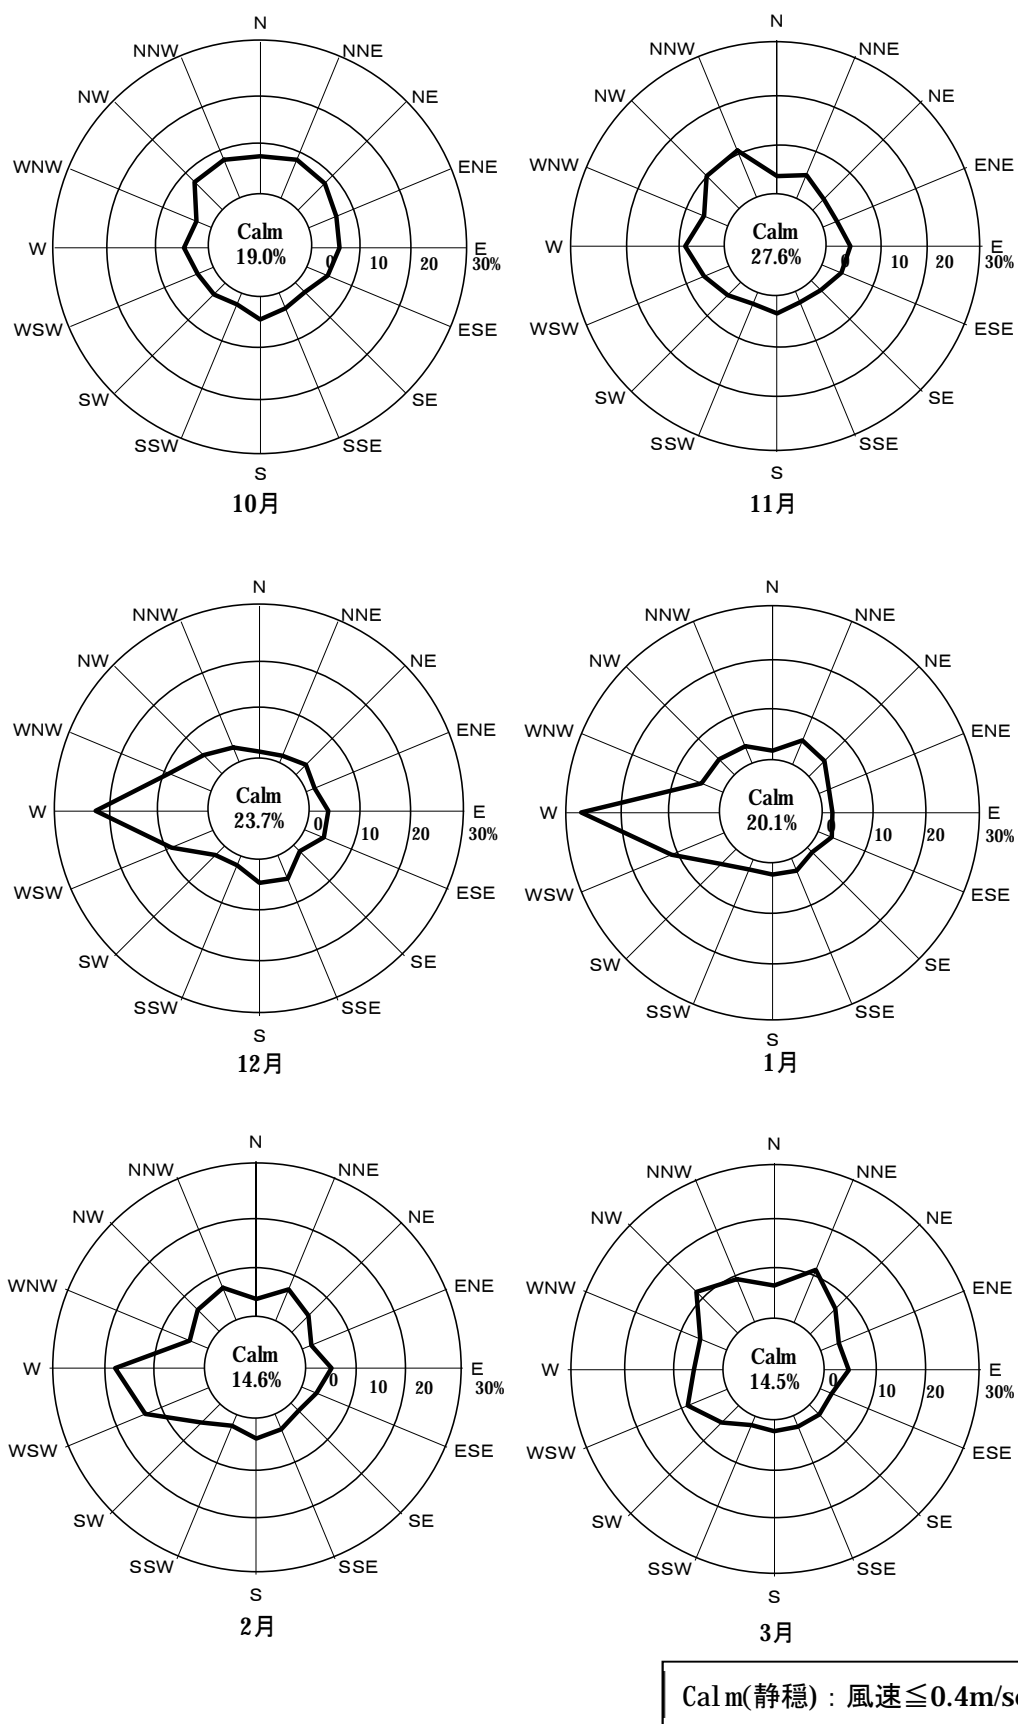 N
NNW NNE
NW NE
WNW ENE
Calm
19.0%
W E
0 10 20 30%
WSW ESE
SW SE
SSW SSE
S
10月
N
NNW NNE
NW NE
WNW ENE
Calm
27.6%
W E
0 10 20 30%
WSW ESE
SW SE
SSW SSE
S
11月
N
NNW NNE
NW NE
WNW ENE
Calm
23.7%
W E
0 10 20 30%
WSW ESE
SW SE
SSW SSE
S
12月
N
NNW NNE
NW NE
WNW ENE
Calm
20.1%
W E
0 10 20 30%
WSW ESE
SW SE
SSW SSE
S
1月
N
NNW NNE
NW NE
WNW ENE
Calm
14.6%
W E
0 10 20 30%
WSW ESE
SW SE
SSW SSE
S
2月
N
NNW NNE
NW NE
WNW ENE
Calm
14.5%
W E
0 10 20 30%
WSW ESE
SW SE
SSW SSE
S
3月
Calm(静穏)：風速≦0.4m/s